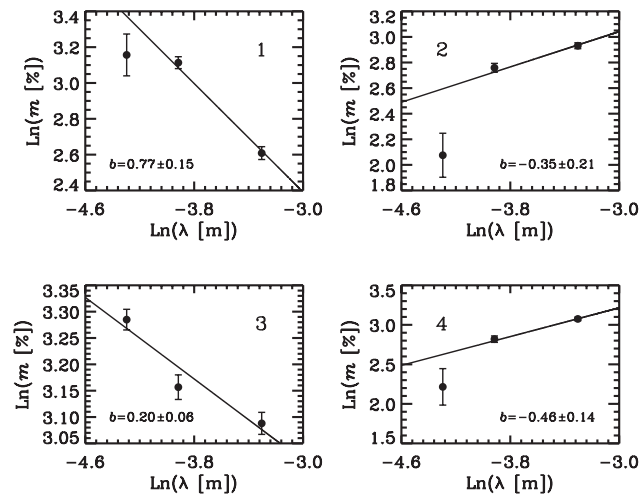 3.4
3.2
3.0
2.8
2.6
2.4
Ln(m [%])
1
b=0.77±0.15
−4.6 −3.8 −3.0
Ln(λ [m])
3.2
3.0
2.8
2.6
2.4
2.2
2.0
1.8
Ln(m [%])
2
b=−0.35±0.21
−4.6 −3.8 −3.0
Ln(λ [m])
3.35
3.30
3.25
3.20
3.15
3.10
3.05
Ln(m [%])
3
b=0.20±0.06
−4.6 −3.8 −3.0
Ln(λ [m])
3.5
3.0
2.5
2.0
1.5
Ln(m [%])
4
b=−0.46±0.14
−4.6 −3.8 −3.0
Ln(λ [m])